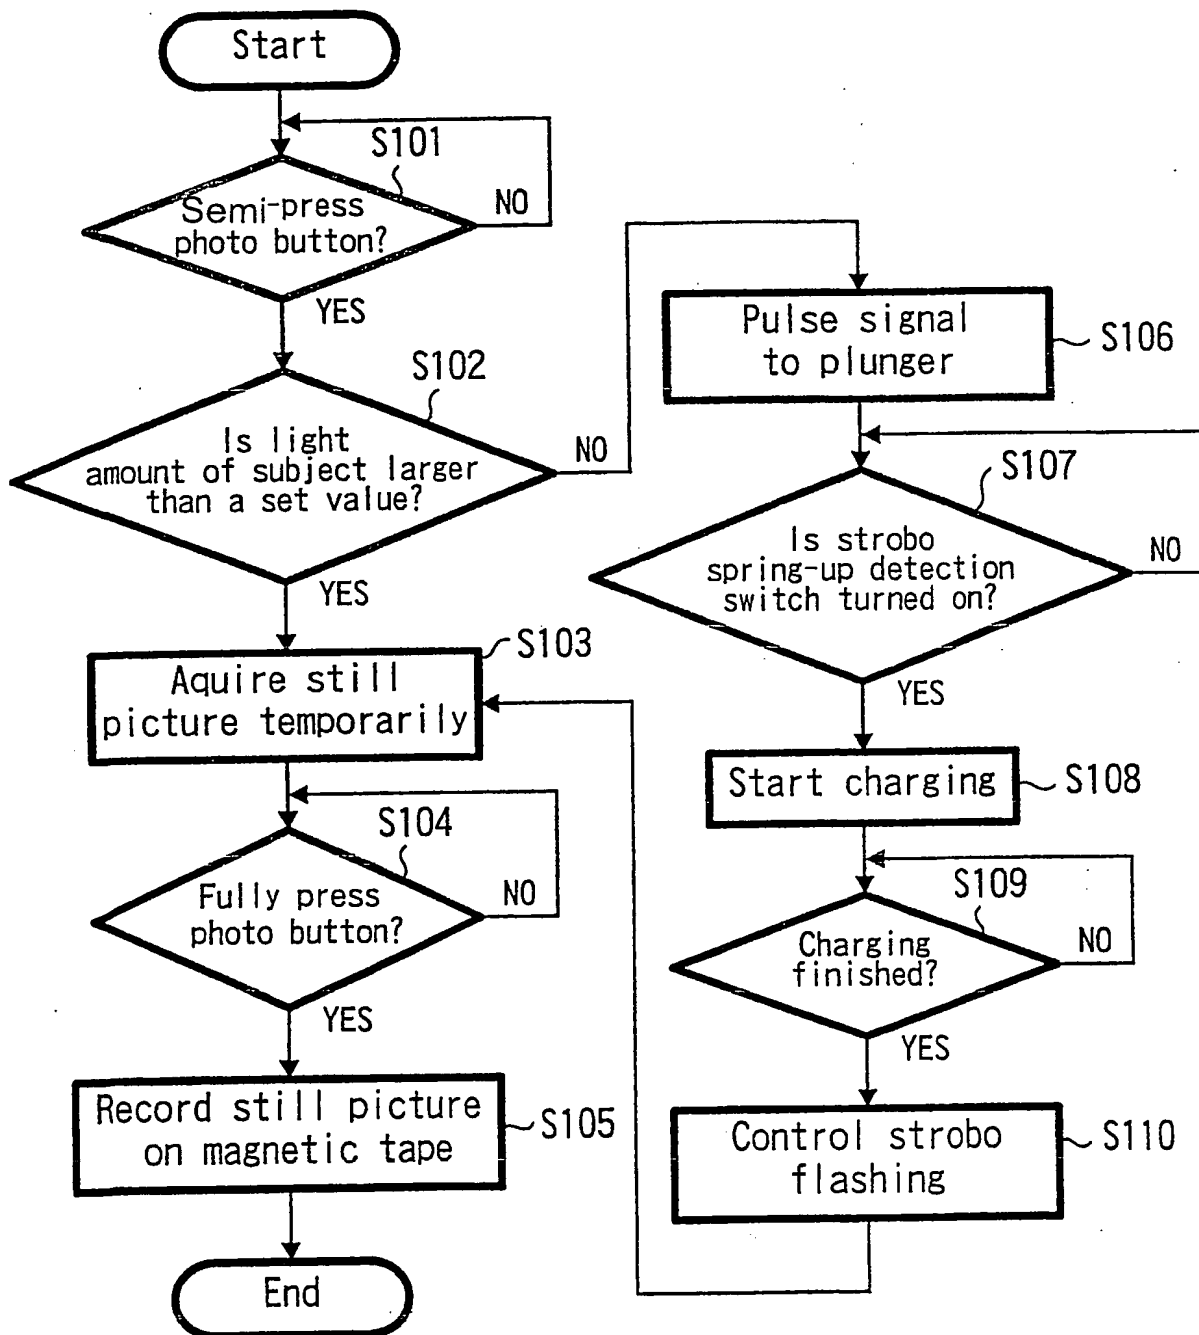 Start
S101
Semi-press
photo button?
NO
YES
S102
Is light
amount of subject larger
than a set value?
NO
YES
S103
Aquire still
picture temporarily
S104
Fully press
photo button?
NO
YES
Record still picture
on magnetic tape
S105
End
Pulse signal
to plunger
S106
S107
Is strobo
spring-up detection
switch turned on?
NO
YES
Start charging
S108
S109
Charging
finished?
NO
YES
Control strobo
flashing
S110